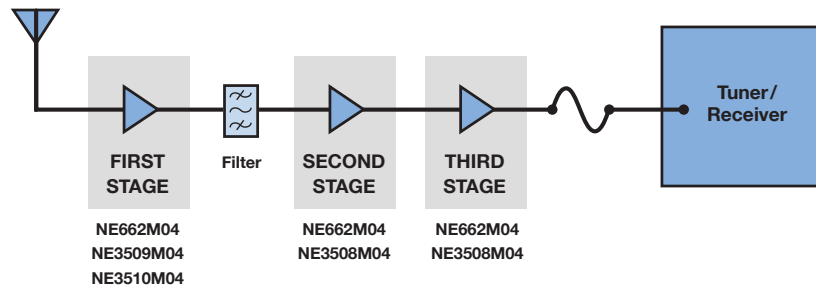 FIRST
STAGE
NE662M04
NE3509M04
NE3510M04
Filter
SECOND
STAGE
NE662M04
NE3508M04
THIRD
STAGE
NE662M04
NE3508M04
Tuner/
Receiver